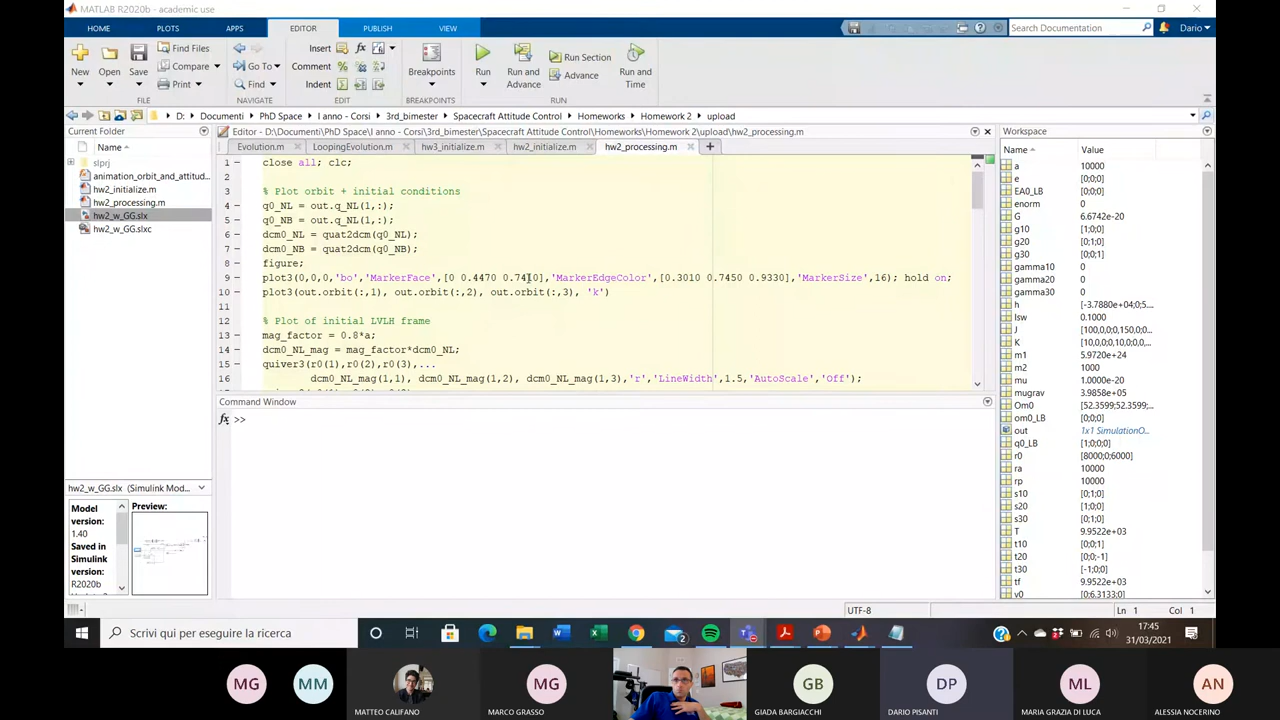 MATLAB R2020b - academic use
HOME PLOTS APPS EDITOR PUBLISH VIEW
Search Documentation
Dario
New Open Save
Find Files
Compare
Print
Go To
Find
Insert
Comment
Indent
Breakpoints
Run
Run and Advance
Run Section
Advance
Run and Time
FILE NAVIGATE EDIT BREAKPOINTS RUN
D: Documenti PhD Space I anno - Corsi 3rd_bimester Spacecraft Attitude Control Homeworks Homework 2 upload
Current Folder
Name
slprj
animation_orbit_and_attitud...
hw2_initialize.m
hw2_processing.m
hw2_w_GG.slx
hw2_w_GG.slxc
hw2_w_GG.slx (Simulink Mod...
Model version:
1.40
Saved in Simulink version:
R2020b
Preview:
Editor - D:\Documenti\PhD Space\I anno - Corsi\3rd_bimester\Spacecraft Attitude Control\Homeworks\Homework 2\upload\hw2_processing.m
Evolution.m LoopingEvolution.m hw3_initialize.m hw2_initialize.m hw2_processing.m
1 close all; clc;
2
3 % Plot orbit + initial conditions
4 q0_NL = out.q_NL(1,:);
5 q0_NB = out.q_NB(1,:);
6 dcm0_NL = quat2dcm(q0_NL);
7 dcm0_NB = quat2dcm(q0_NB);
8 figure;
9 plot3(0,0,0,'bo','MarkerFace',[0 0.4470 0.7410],'MarkerEdgeColor',[0.3010 0.7450 0.9330],'MarkerSize',16); hold on;
10 plot3(out.orbit(:,1), out.orbit(:,2), out.orbit(:,3), 'k')
11
12 % Plot of initial LVLH frame
13 mag_factor = 0.8*a;
14 dcm0_NL_mag = mag_factor*dcm0_NL;
15 quiver3(r0(1),r0(2),r0(3),...
16 dcm0_NL_mag(1,1), dcm0_NL_mag(1,2), dcm0_NL_mag(1,3),'r','LineWidth',1.5,'AutoScale','Off');
Command Window
fx >>
Workspace
Name Value
a 10000
e [0;0;0]
EA0_LB [0;0;0]
enorm 0
G 6.6742e-20
g10 [1;0;0]
g20 [0;1;0]
g30 [0;0;1]
gamma10 0
gamma20 0
gamma30 0
h [-3.7880e+04;0;5....
Isw 0.1000
J [100,0,0;0,150,0;0...
K [10,0,0;0,10,0;0,0,...
m1 5.9720e+24
m2 1000
mu 1.0000e-20
mugrav 3.9858e+05
Om0 [52.3599;52.3599;...
om0_LB [0;0;0]
out 1x1 SimulationO...
q0_LB [1;0;0;0]
r0 [8000;0;6000]
ra 10000
rp 10000
s10 [0;1;0]
s20 [1;0;0]
s30 [0;1;0]
T 9.9522e+03
t10 [0;0;1]
t20 [0;0;-1]
t30 [-1;0;0]
tf 9.9522e+03
v0 [0;6.3133;0]
UTF-8 Ln 1 Col 1
Scrivi qui per eseguire la ricerca
2
17:45
31/03/2021
MG MM MATTEO CALIFANO
MG
MARCO GRASSO
GB
GIADA BARGIACCHI
DP
DARIO PISANTI
ML
MARIA GRAZIA DI LUCA
AN
ALESSIA NOCERINO